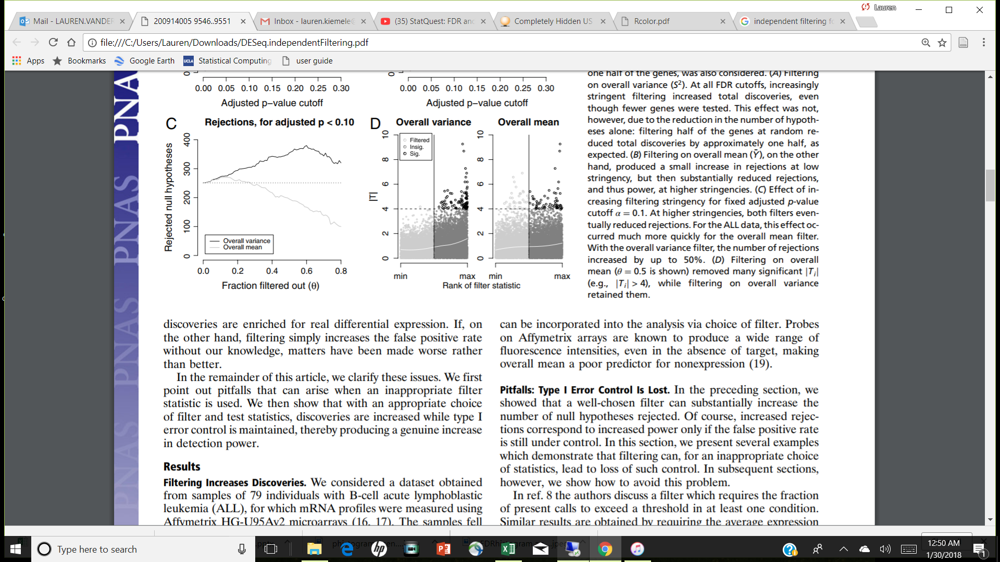 Lauren
Mail - LAUREN.VANDER
200914005 9546..9551
Inbox - lauren.kiemele@
(35) StatQuest: FDR and
Completely Hidden US
Rcolor.pdf
independent filtering fo
file:///C:/Users/Lauren/Downloads/DESeq.independentFiltering.pdf
Apps
Bookmarks
Google Earth
UCLA
Statistical Computing
user guide
PNAS
PNAS
PNAS
PNAS
0
0.00 0.05 0.10 0.15 0.20 0.25 0.30
Adjusted p−value cutoff
0
0.00 0.05 0.10 0.15 0.20 0.25 0.30
Adjusted p−value cutoff
C
Rejections, for adjusted p < 0.10
Rejected null hypotheses
0 100 200 300 400
Overall variance
Overall mean
0.0 0.2 0.4 0.6 0.8
Fraction filtered out (θ)
D
Overall variance
Overall mean
|T|
0 2 4 6 8 10
Filtered
Insig.
Sig.
0 2 4 6 8 10
min max min max
Rank of filter statistic
one half of the genes, was also considered. (A) Filtering
on overall variance (S²). At all FDR cutoffs, increasingly
stringent filtering increased total discoveries, even
though fewer genes were tested. This effect was not,
however, due to the reduction in the number of hypoth-
eses alone: filtering half of the genes at random re-
duced total discoveries by approximately one half, as
expected. (B) Filtering on overall mean (Ȳ), on the other
hand, produced a small increase in rejections at low
stringency, but then substantially reduced rejections,
and thus power, at higher stringencies. (C) Effect of in-
creasing filtering stringency for fixed adjusted p-value
cutoff α = 0.1. At higher stringencies, both filters even-
tually reduced rejections. For the ALL data, this effect oc-
curred much more quickly for the overall mean filter.
With the overall variance filter, the number of rejections
increased by up to 50%. (D) Filtering on overall
mean (θ = 0.5 is shown) removed many significant |Tᵢ|
(e.g., |Tᵢ| > 4), while filtering on overall variance
retained them.
discoveries are enriched for real differential expression. If, on
the other hand, filtering simply increases the false positive rate
without our knowledge, matters have been made worse rather
than better.
In the remainder of this article, we clarify these issues. We first
point out pitfalls that can arise when an inappropriate filter
statistic is used. We then show that with an appropriate choice
of filter and test statistics, discoveries are increased while type I
error control is maintained, thereby producing a genuine increase
in detection power.
Results
Filtering Increases Discoveries. We considered a dataset obtained
from samples of 79 individuals with B-cell acute lymphoblastic
leukemia (ALL), for which mRNA profiles were measured using
Affymetrix HG-U95Av2 microarrays (16, 17). The samples fell
can be incorporated into the analysis via choice of filter. Probes
on Affymetrix arrays are known to produce a wide range of
fluorescence intensities, even in the absence of target, making
overall mean a poor predictor for nonexpression (19).
Pitfalls: Type I Error Control Is Lost. In the preceding section, we
showed that a well-chosen filter can substantially increase the
number of null hypotheses rejected. Of course, increased rejec-
tions correspond to increased power only if the false positive rate
is still under control. In this section, we present several examples
which demonstrate that filtering can, for an inappropriate choice
of statistics, lead to loss of such control. In subsequent sections,
however, we show how to avoid this problem.
In ref. 8 the authors discuss a filter which requires the fraction
of present calls to exceed a threshold in at least one condition.
Similar results are obtained by requiring the average expression
Type here to search
hp
12:50 AM
1/30/2018
1